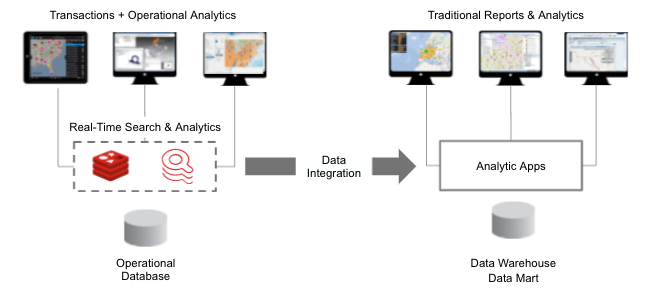 Transactions + Operational Analytics
Traditional Reports & Analytics
Real-Time Search & Analytics
Data
Integration
Analytic Apps
Operational
Database
Data Warehouse
Data Mart